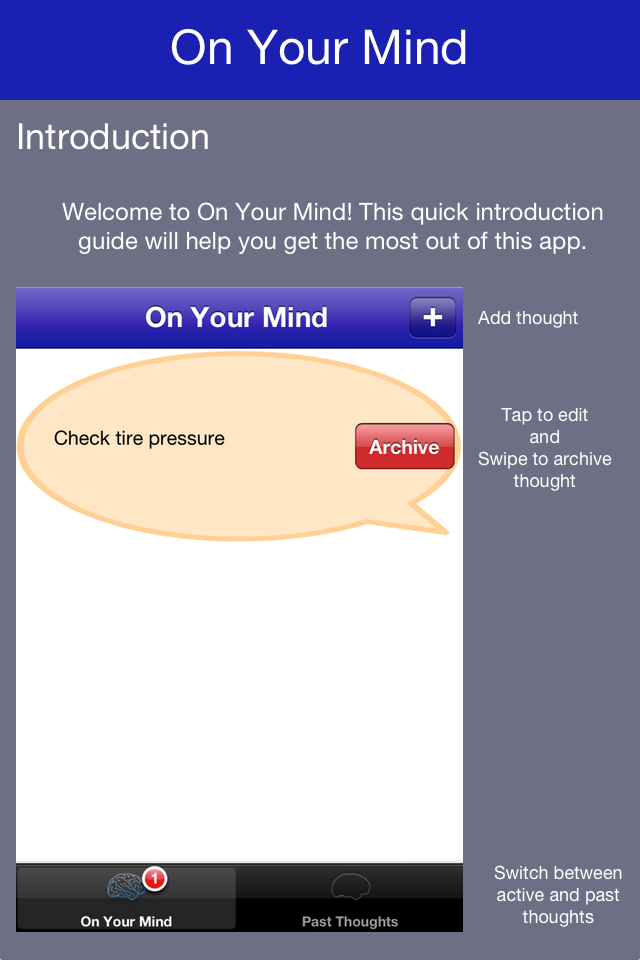 On Your Mind
Introduction
Welcome to On Your Mind! This quick introduction
guide will help you get the most out of this app.
On Your Mind
+
Add thought
Tap to edit
and
Swipe to archive
thought
Check tire pressure
Archive
Switch between
active and past
thoughts
1
On Your Mind
Past Thoughts